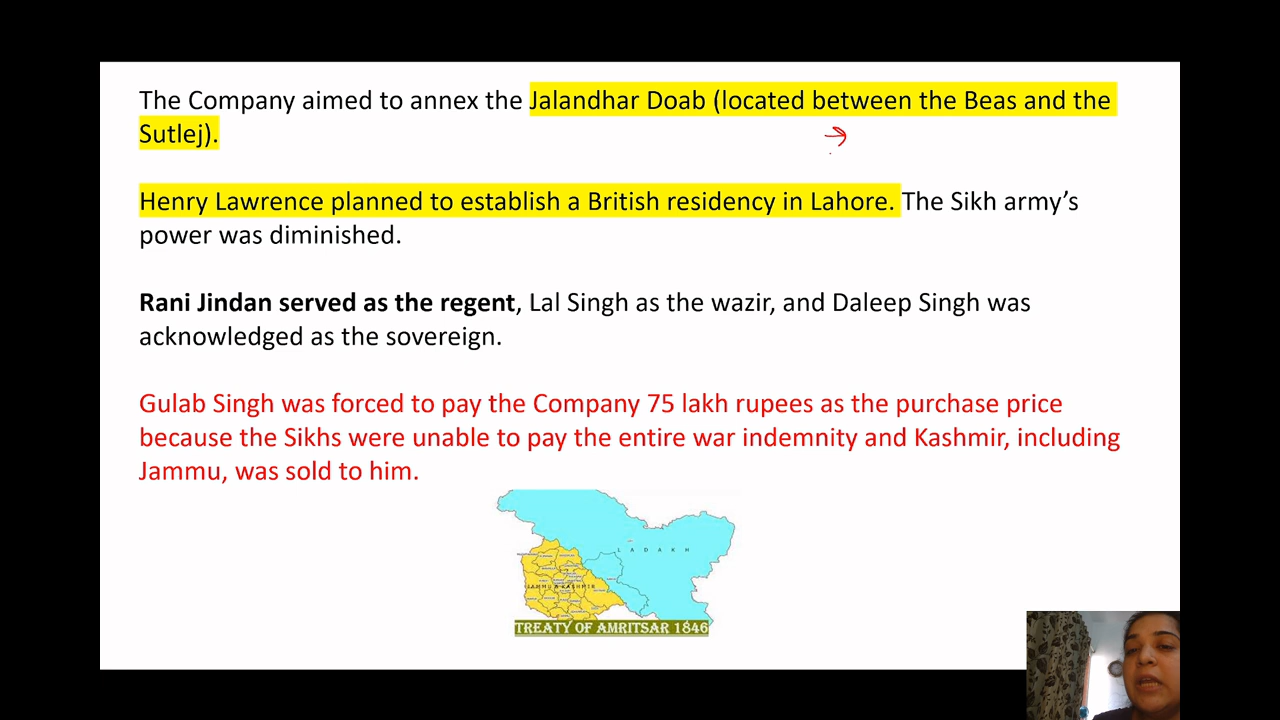 The Company aimed to annex the Jalandhar Doab (located between the Beas and the
Sutlej).
Henry Lawrence planned to establish a British residency in Lahore. The Sikh army’s
power was diminished.
Rani Jindan served as the regent, Lal Singh as the wazir, and Daleep Singh was
acknowledged as the sovereign.
Gulab Singh was forced to pay the Company 75 lakh rupees as the purchase price
because the Sikhs were unable to pay the entire war indemnity and Kashmir, including
Jammu, was sold to him.
LADAKH
JAMMU & KASHMIR
TREATY OF AMRITSAR 1846